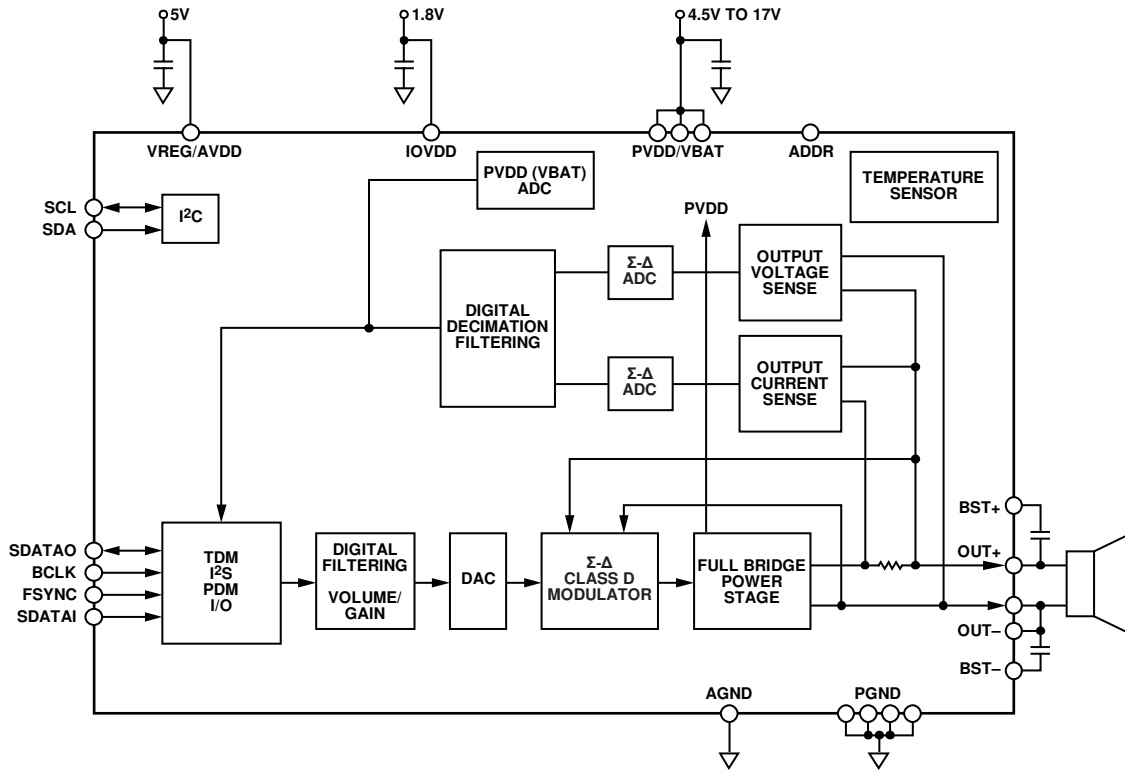 5V
1.8V
4.5V TO 17V
VREG/AVDD
IOVDD
PVDD/VBAT
ADDR
PVDD (VBAT)
ADC
TEMPERATURE
SENSOR
SCL
SDA
I²C
PVDD
DIGITAL
DECIMATION
FILTERING
Σ-Δ
ADC
OUTPUT
VOLTAGE
SENSE
Σ-Δ
ADC
OUTPUT
CURRENT
SENSE
SDATAO
BCLK
FSYNC
SDATAI
TDM
I²S
PDM
I/O
DIGITAL
FILTERING
VOLUME/
GAIN
DAC
Σ-Δ
CLASS D
MODULATOR
FULL BRIDGE
POWER
STAGE
BST+
OUT+
OUT–
BST–
AGND
PGND